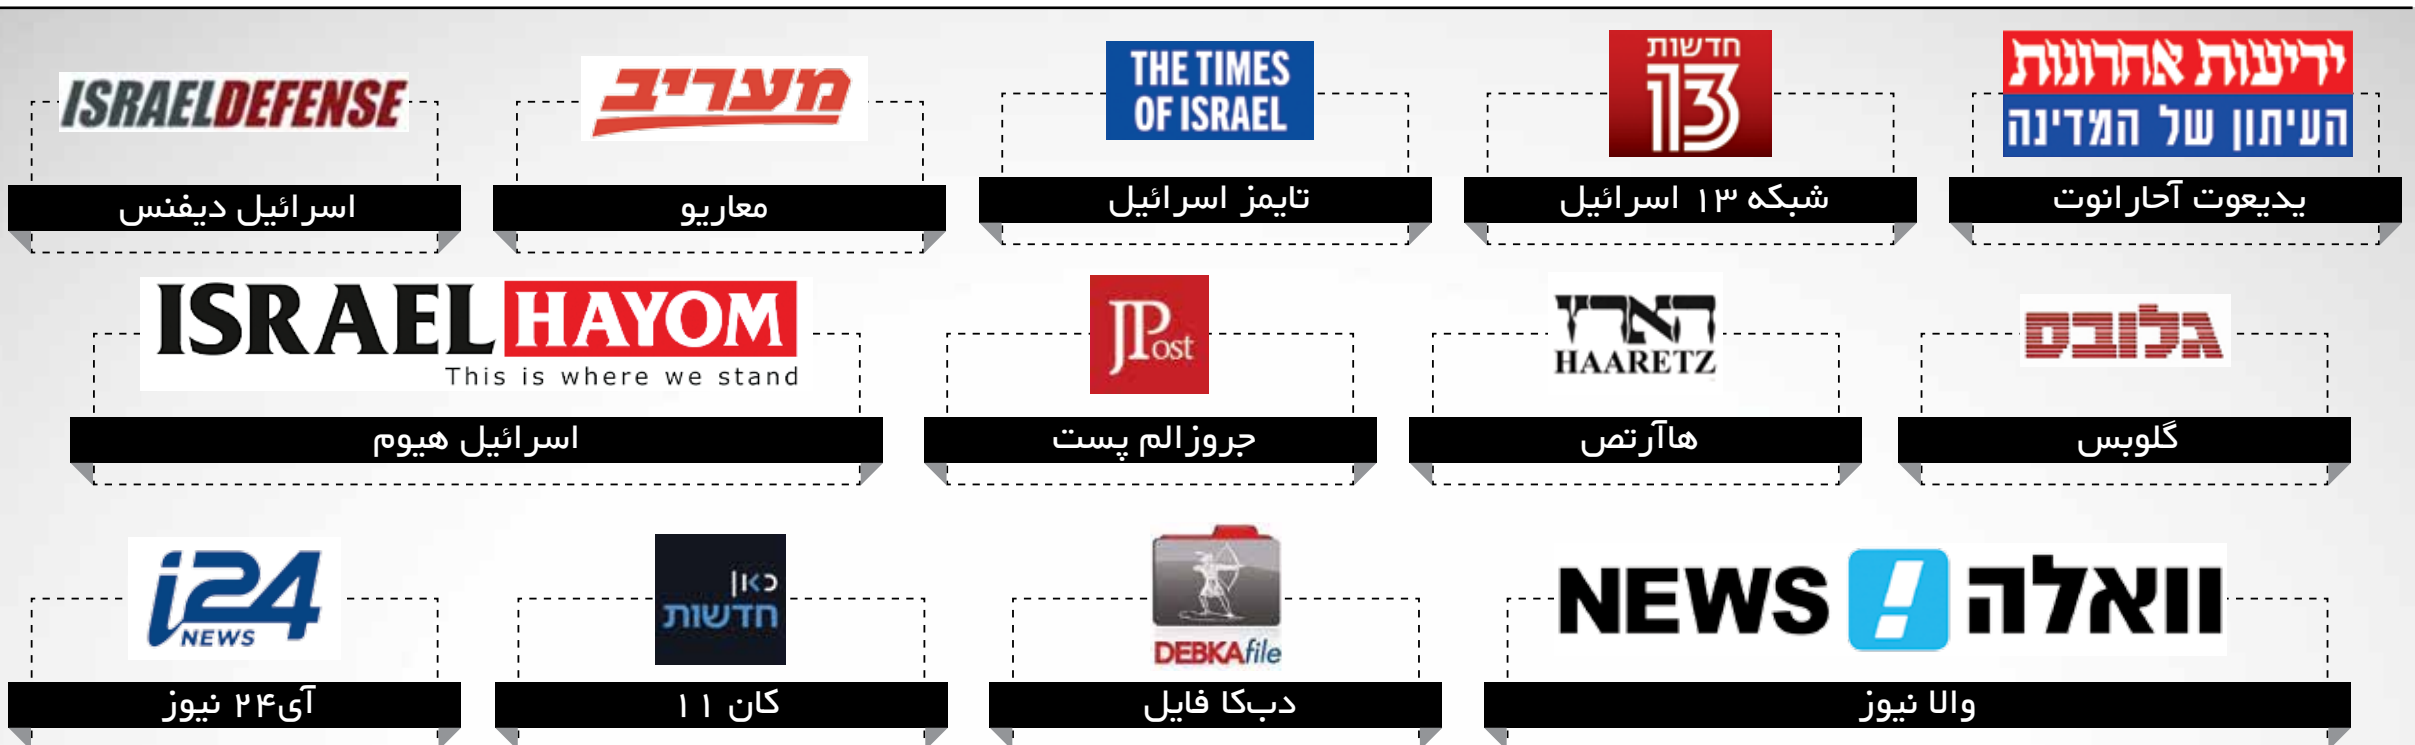 ידיעות אחרונות
העיתון של המדינה
یدیعوت آحارانوت
חדשות
13
شبکه ۱۳ اسرائیل
THE TIMES
OF ISRAEL
تایمز اسرائیل
מעריב
معاریو
ISRAELDEFENSE
اسرائیل دیفنس
גלובס
گلوبس
הארץ
HAARETZ
هاآرتص
JPost
جروزالم پست
ISRAEL HAYOM
This is where we stand
اسرائیل هیوم
וואלה! NEWS
والا نیوز
DEBKAfile
دب‌کا فایل
כאן
חדשות
کان ۱۱
i24
NEWS
آی۲۴ نیوز